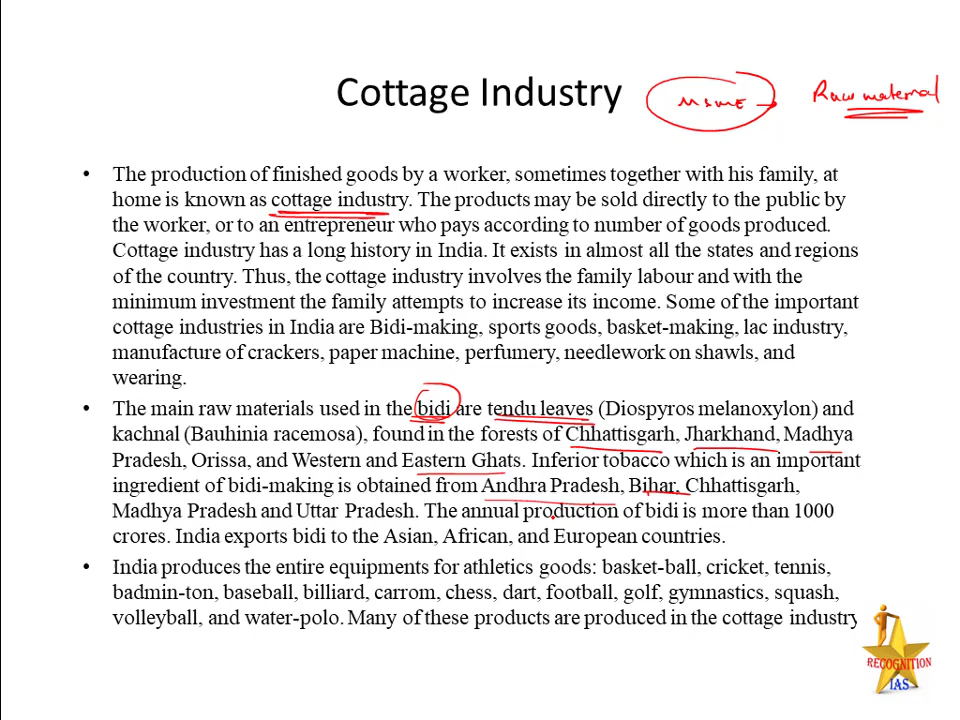 Cottage Industry
MSME
Raw material
• The production of finished goods by a worker, sometimes together with his family, at
home is known as cottage industry. The products may be sold directly to the public by
the worker, or to an entrepreneur who pays according to number of goods produced.
Cottage industry has a long history in India. It exists in almost all the states and regions
of the country. Thus, the cottage industry involves the family labour and with the
minimum investment the family attempts to increase its income. Some of the important
cottage industries in India are Bidi-making, sports goods, basket-making, lac industry,
manufacture of crackers, paper machine, perfumery, needlework on shawls, and
wearing.
• The main raw materials used in the bidi are tendu leaves (Diospyros melanoxylon) and
kachnal (Bauhinia racemosa), found in the forests of Chhattisgarh, Jharkhand, Madhya
Pradesh, Orissa, and Western and Eastern Ghats. Inferior tobacco which is an important
ingredient of bidi-making is obtained from Andhra Pradesh, Bihar, Chhattisgarh,
Madhya Pradesh and Uttar Pradesh. The annual production of bidi is more than 1000
crores. India exports bidi to the Asian, African, and European countries.
• India produces the entire equipments for athletics goods: basket-ball, cricket, tennis,
badmin-ton, baseball, billiard, carrom, chess, dart, football, golf, gymnastics, squash,
volleyball, and water-polo. Many of these products are produced in the cottage industry
RECOGNITION
IAS